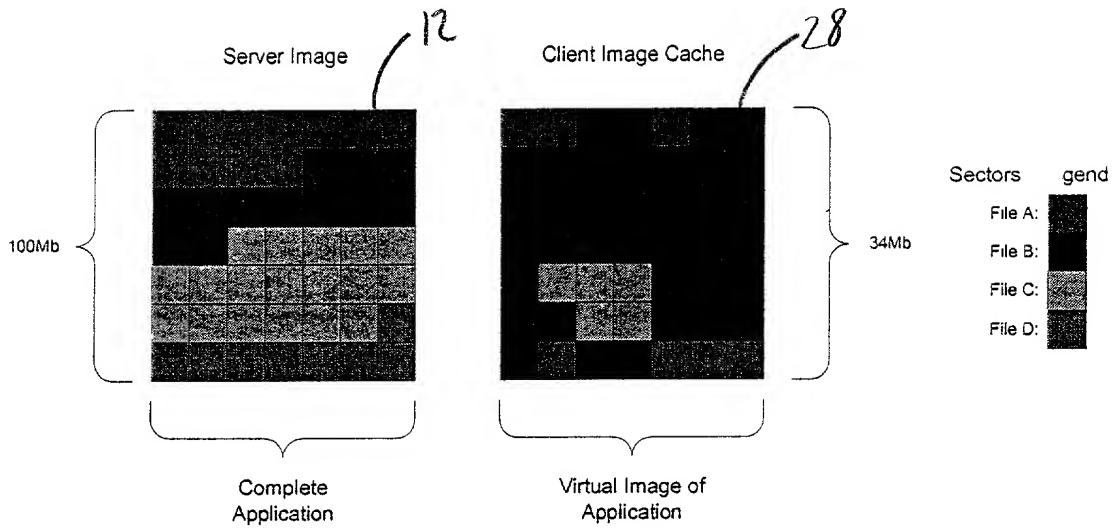 12
28
Server Image
Client Image Cache
Sectors gend
File A:
File B:
File C:
File D:
100Mb
34Mb
Complete
Application
Virtual Image of
Application